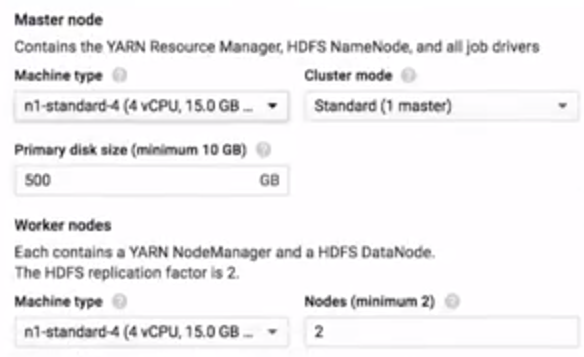 Master node
Contains the YARN Resource Manager, HDFS NameNode, and all job drivers
Machine type Cluster mode
n1-standard-4 (4 vCPU, 15.0 GB ... Standard (1 master)
Primary disk size (minimum 10 GB)
500 GB
Worker nodes
Each contains a YARN NodeManager and a HDFS DataNode.
The HDFS replication factor is 2.
Machine type Nodes (minimum 2)
n1-standard-4 (4 vCPU, 15.0 GB ... 2